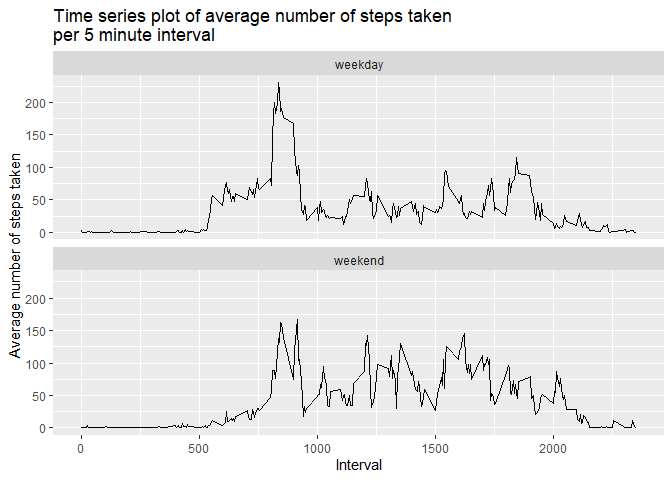 Time series plot of average number of steps taken
per 5 minute interval
weekday
200
150
100
50
0
weekend
150
100
50
0
Average number of steps taken
0 500 1000 1500 2000
Interval